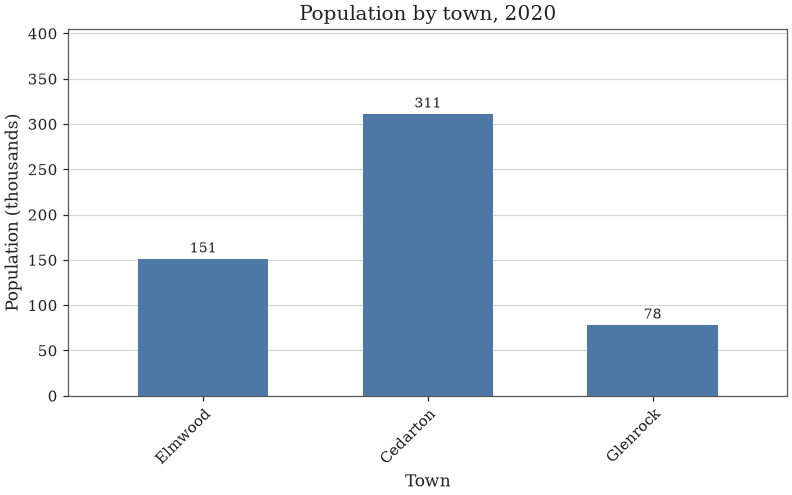 Population by town, 2020
Population (thousands)
400
350
300
250
200
150
100
50
0
151
311
78
Elmwood
Cedarton
Glenrock
Town